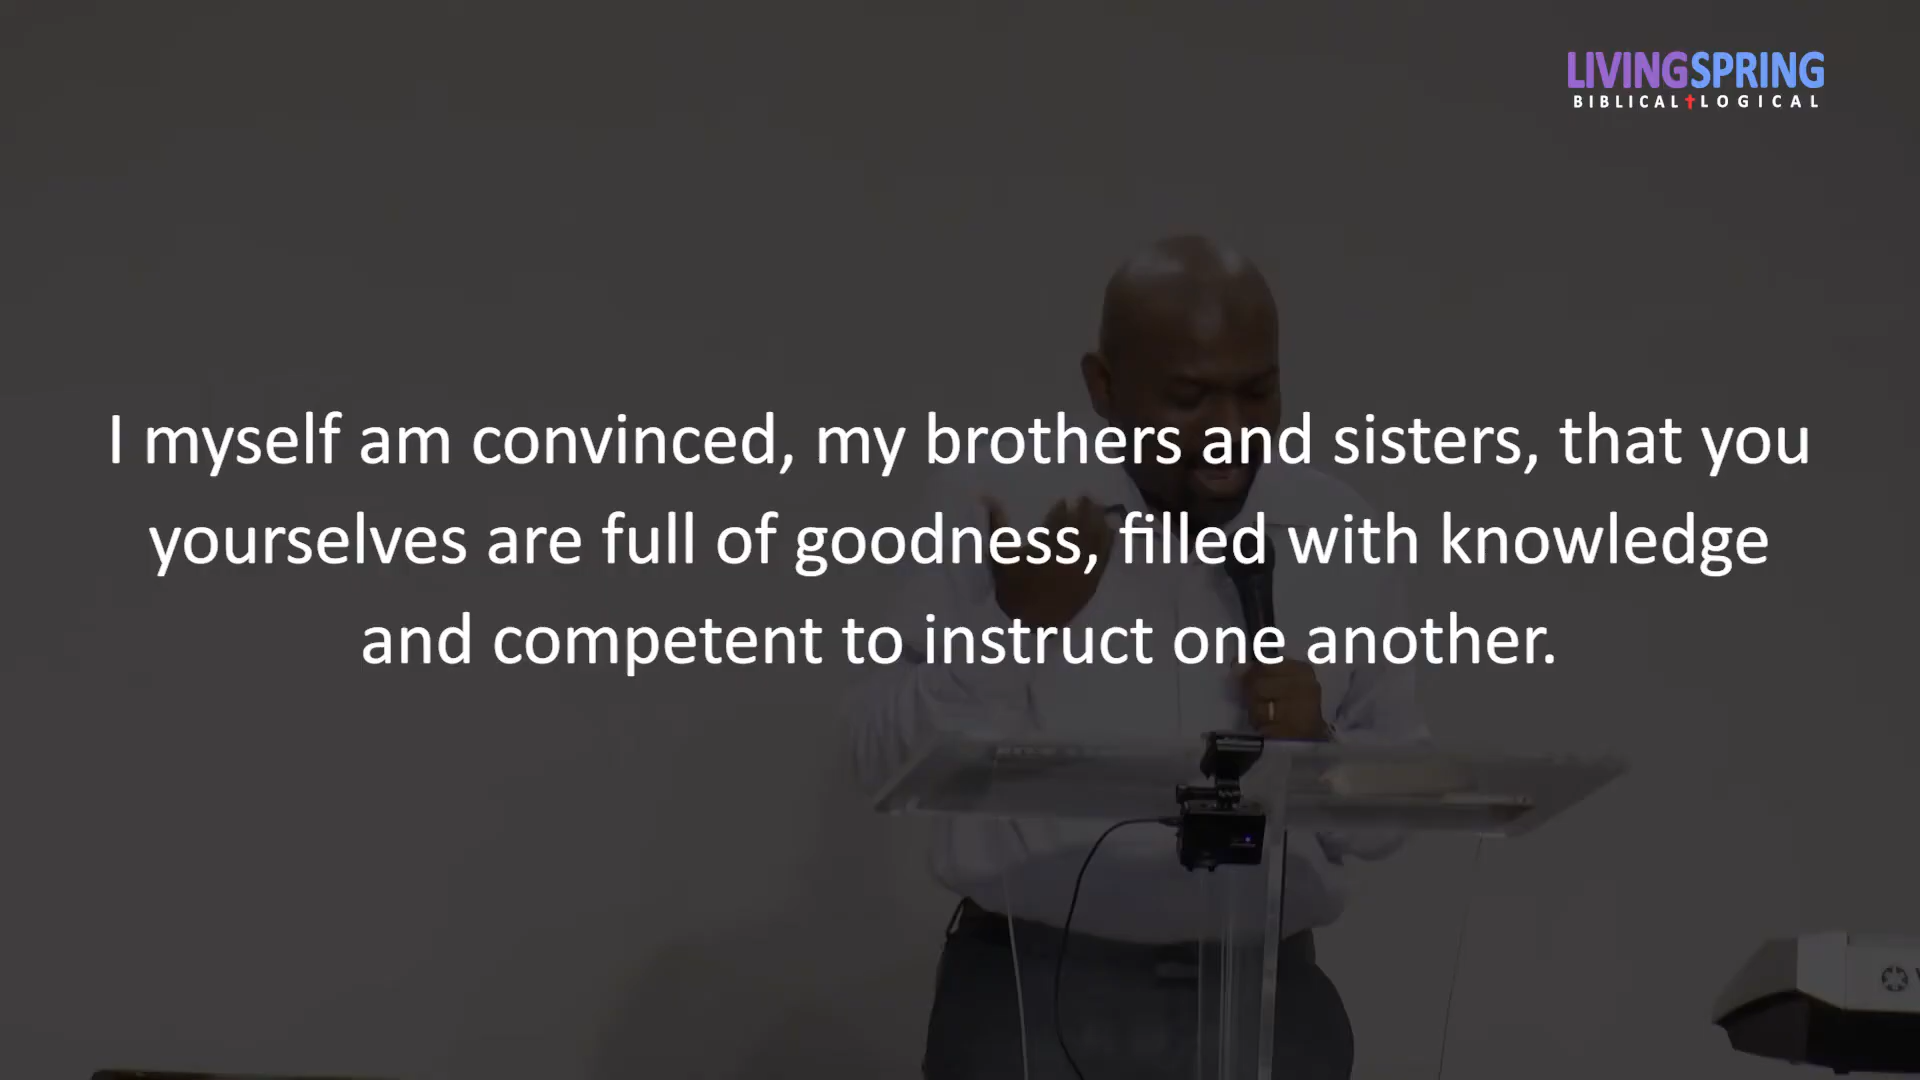 LIVINGSPRING
BIBLICAL✝LOGICAL
I myself am convinced, my brothers and sisters, that you
yourselves are full of goodness, filled with knowledge
and competent to instruct one another.